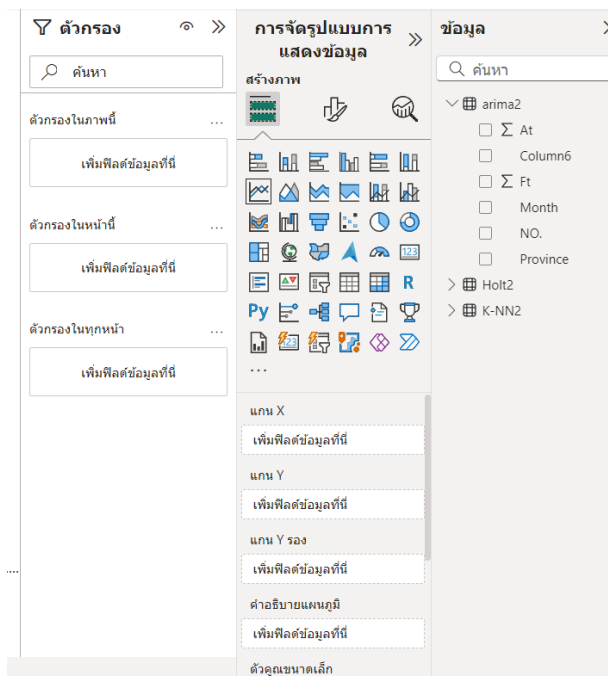 ตัวกรอง
ค้นหา
ตัวกรองในภาพนี้
...
เพิ่มฟิลด์ข้อมูลที่นี่
ตัวกรองในหน้านี้
...
เพิ่มฟิลด์ข้อมูลที่นี่
ตัวกรองในทุกหน้า
...
เพิ่มฟิลด์ข้อมูลที่นี่
การจัดรูปแบบการ
แสดงข้อมูล
สร้างภาพ
123
R
Py
123
...
แกน X
เพิ่มฟิลด์ข้อมูลที่นี่
แกน Y
เพิ่มฟิลด์ข้อมูลที่นี่
แกน Y รอง
เพิ่มฟิลด์ข้อมูลที่นี่
คำอธิบายแผนภูมิ
เพิ่มฟิลด์ข้อมูลที่นี่
ตัวคูณขนาดเล็ก
ข้อมูล
ค้นหา
arima2
∑ At
Column6
∑ Ft
Month
NO.
Province
Holt2
K-NN2